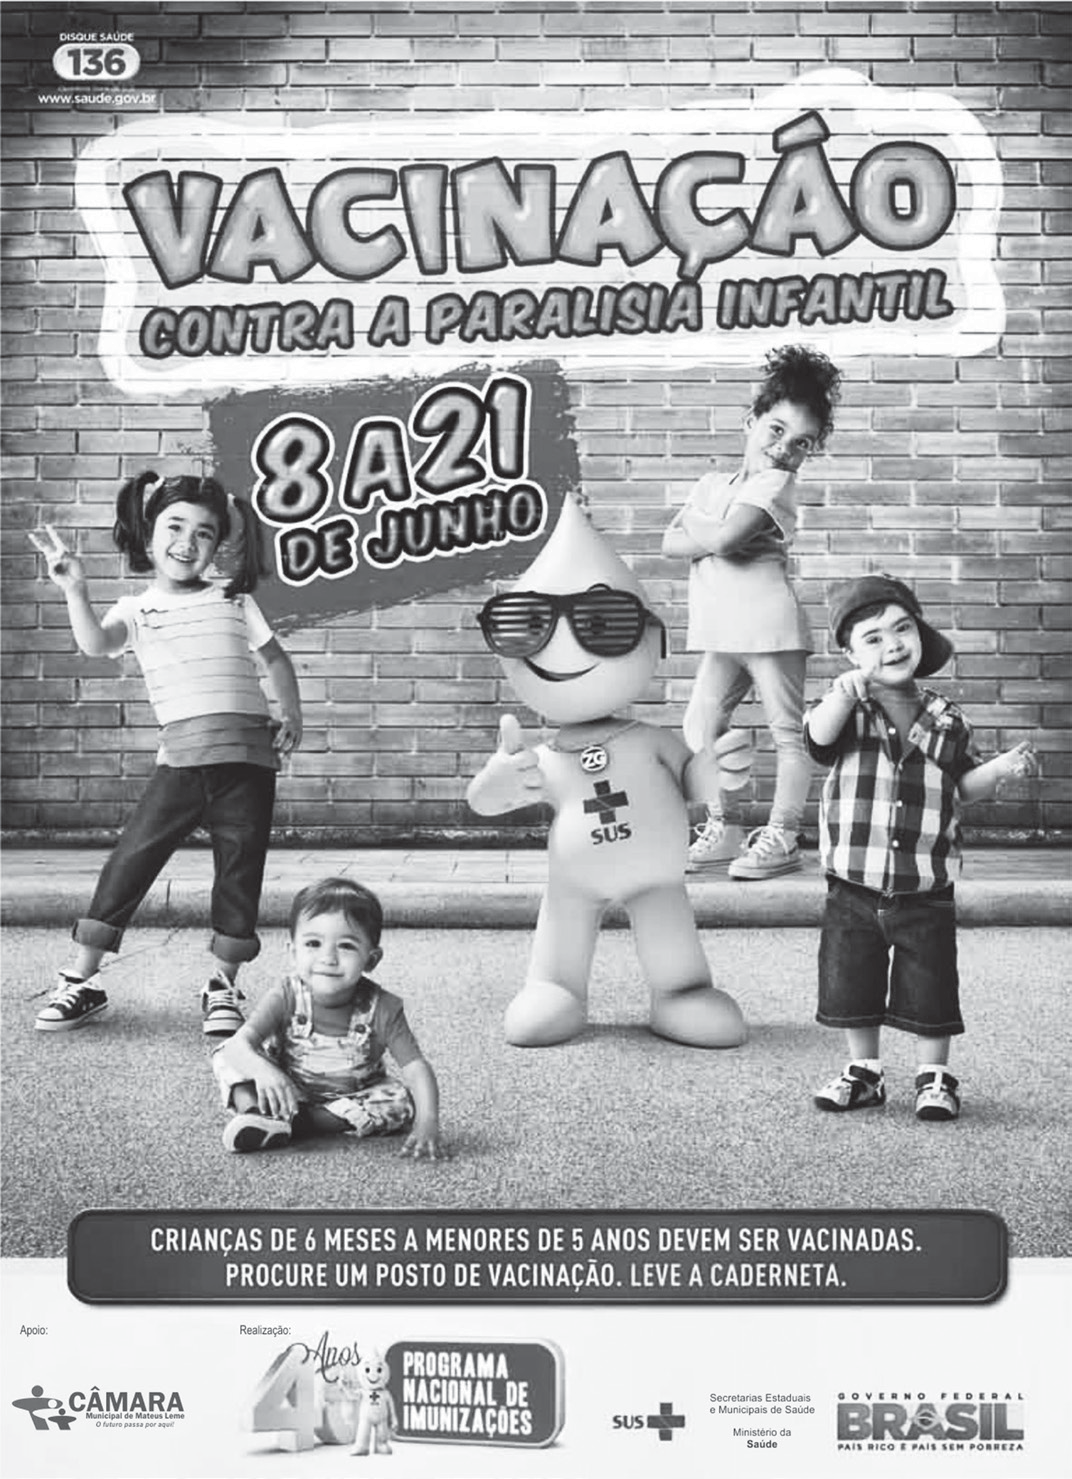 DISQUE SAÚDE
136
www.saude.gov.br
VACINAÇÃO
CONTRA A PARALISIA INFANTIL
8 A 21
DE JUNHO
ZG
SUS
CRIANÇAS DE 6 MESES A MENORES DE 5 ANOS DEVEM SER VACINADAS.
PROCURE UM POSTO DE VACINAÇÃO. LEVE A CADERNETA.
Apoio:
CÂMARA
Municipal de Mateus Leme
O futuro passa por aqui!
Realização:
40 Anos
PROGRAMA
NACIONAL DE
IMUNIZAÇÕES
SUS
Secretarias Estaduais
e Municipais de Saúde
Ministério da
Saúde
GOVERNO FEDERAL
BRASIL
PAÍS RICO É PAÍS SEM POBREZA